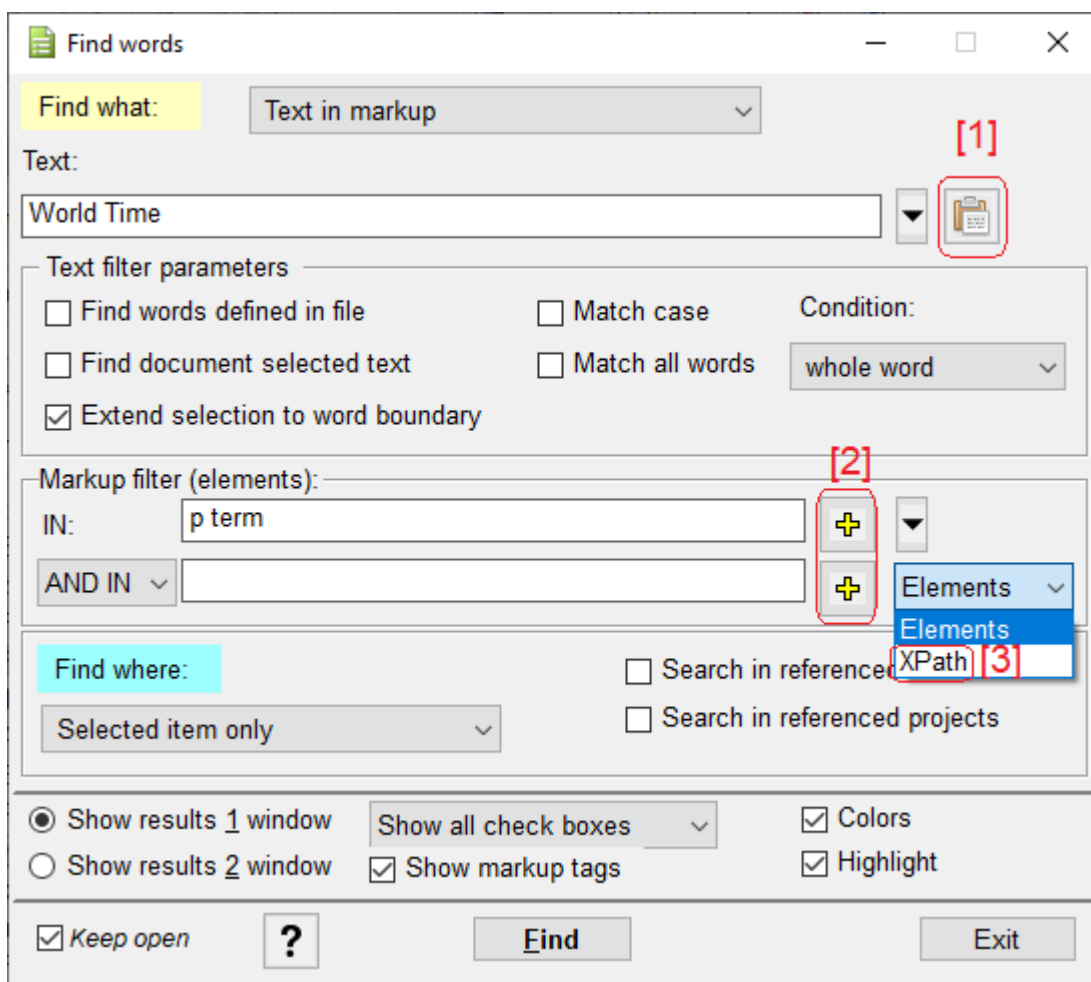 Find words
Find what:
Text in markup
[1]
Text:
World Time
Text filter parameters
Find words defined in file
Match case
Condition:
Find document selected text
Match all words
whole word
Extend selection to word boundary
[2]
Markup filter (elements):
IN:
p term
AND IN
Elements
Elements
XPath [3]
Find where:
Search in referenced
Selected item only
Search in referenced projects
Show results 1 window
Show all check boxes
Colors
Show results 2 window
Show markup tags
Highlight
Keep open
?
Find
Exit